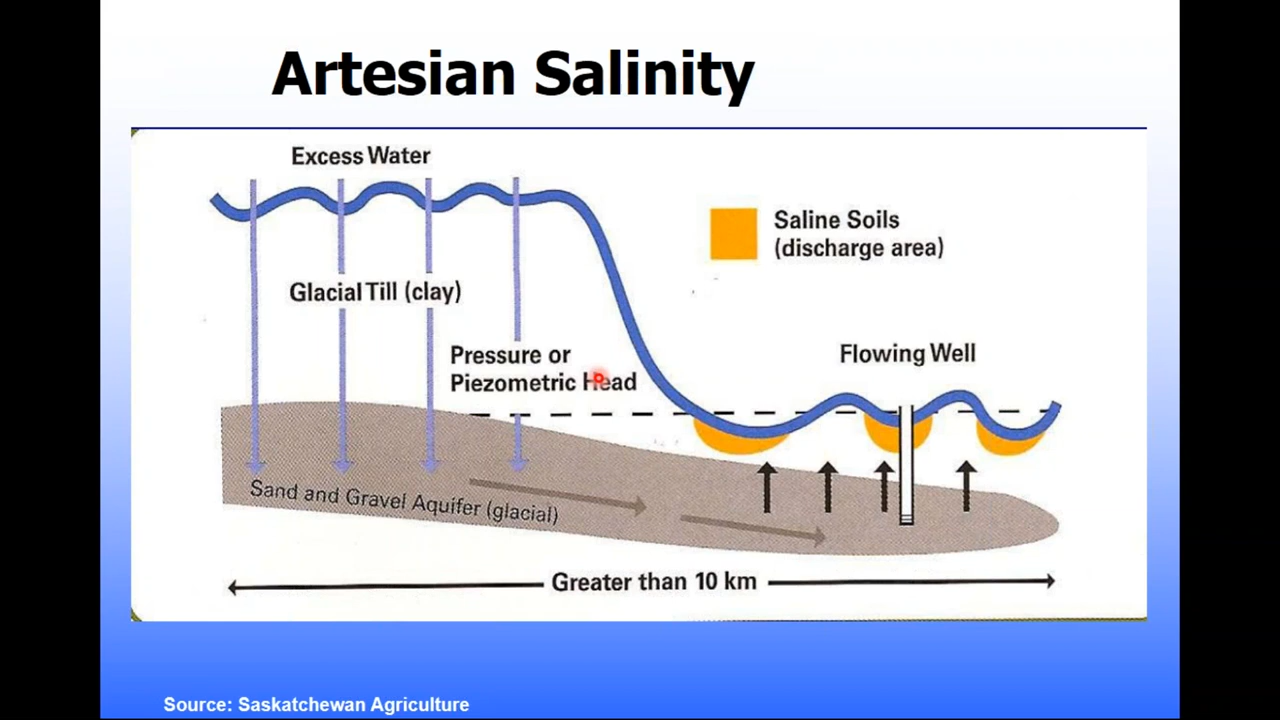 Artesian Salinity
Excess Water
Saline Soils
(discharge area)
Glacial Till (clay)
Pressure or
Piezometric Head
Flowing Well
Sand and Gravel Aquifer (glacial)
Greater than 10 km
Source: Saskatchewan Agriculture